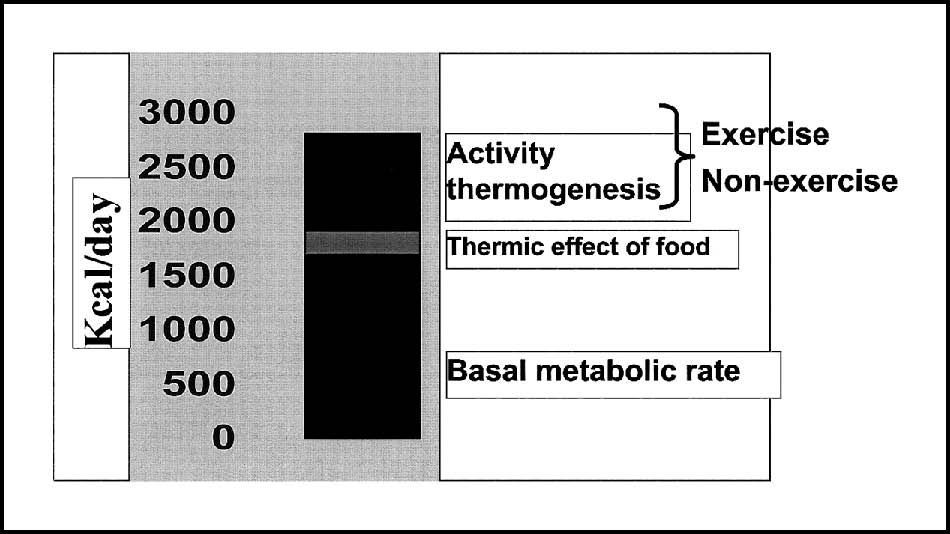 Kcal/day
3000
2500
2000
1500
1000
500
0
Activity
thermogenesis
Exercise
Non-exercise
Thermic effect of food
Basal metabolic rate